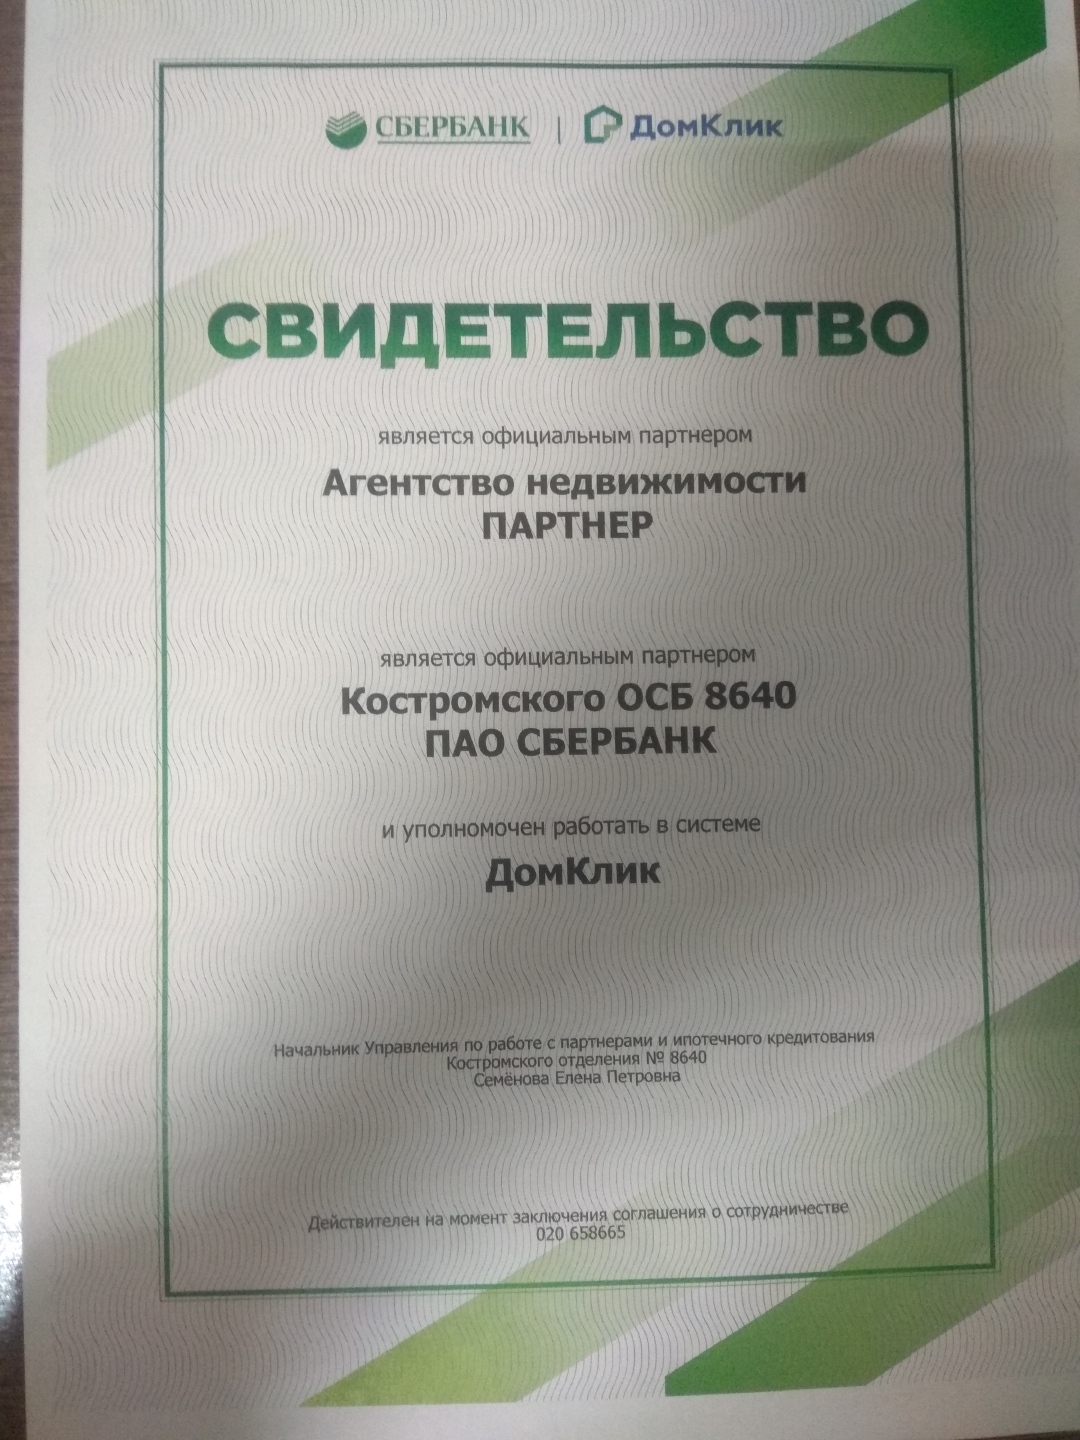 СБЕРБАНК | ДомКлик
СВИДЕТЕЛЬСТВО
является официальным партнером
Агентство недвижимости
ПАРТНЕР
является официальным партнером
Костромского ОСБ 8640
ПАО СБЕРБАНК
и уполномочен работать в системе
ДомКлик
Начальник Управления по работе с партнерами и ипотечного кредитования
Костромского отделения № 8640
Семёнова Елена Петровна
Действителен на момент заключения соглашения о сотрудничестве
020 658665